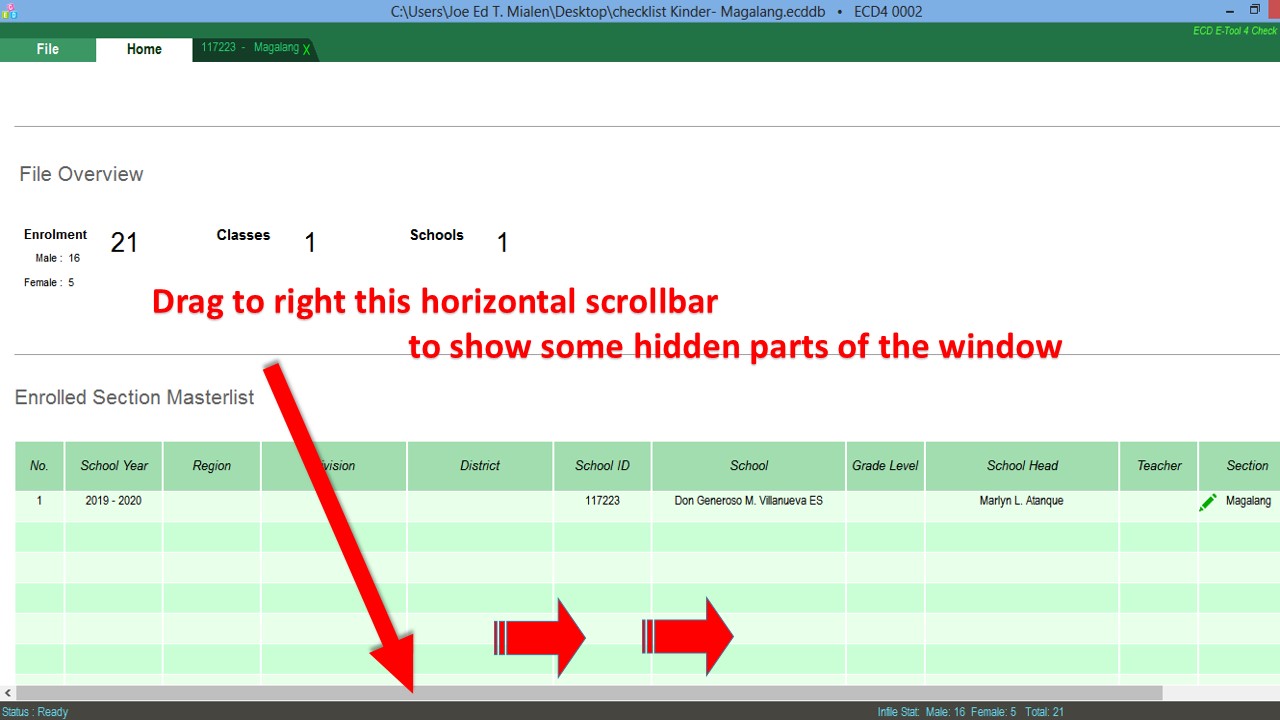 C:\Users\Joe Ed T. Mialen\Desktop\checklist Kinder- Magalang.ecddb • ECD4 0002
ECD E-Tool 4 Check
File Home 117223 - Magalang X
File Overview
Enrolment 21 Classes 1 Schools 1
Male : 16
Female : 5
Drag to right this horizontal scrollbar
to show some hidden parts of the window
Enrolled Section Masterlist
No. School Year Region vision District School ID School Grade Level School Head Teacher Section
1 2019 - 2020 117223 Don Generoso M. Villanueva ES Marlyn L. Atanque Magalang
Status : Ready Infile Stat: Male: 16 Female: 5 Total: 21